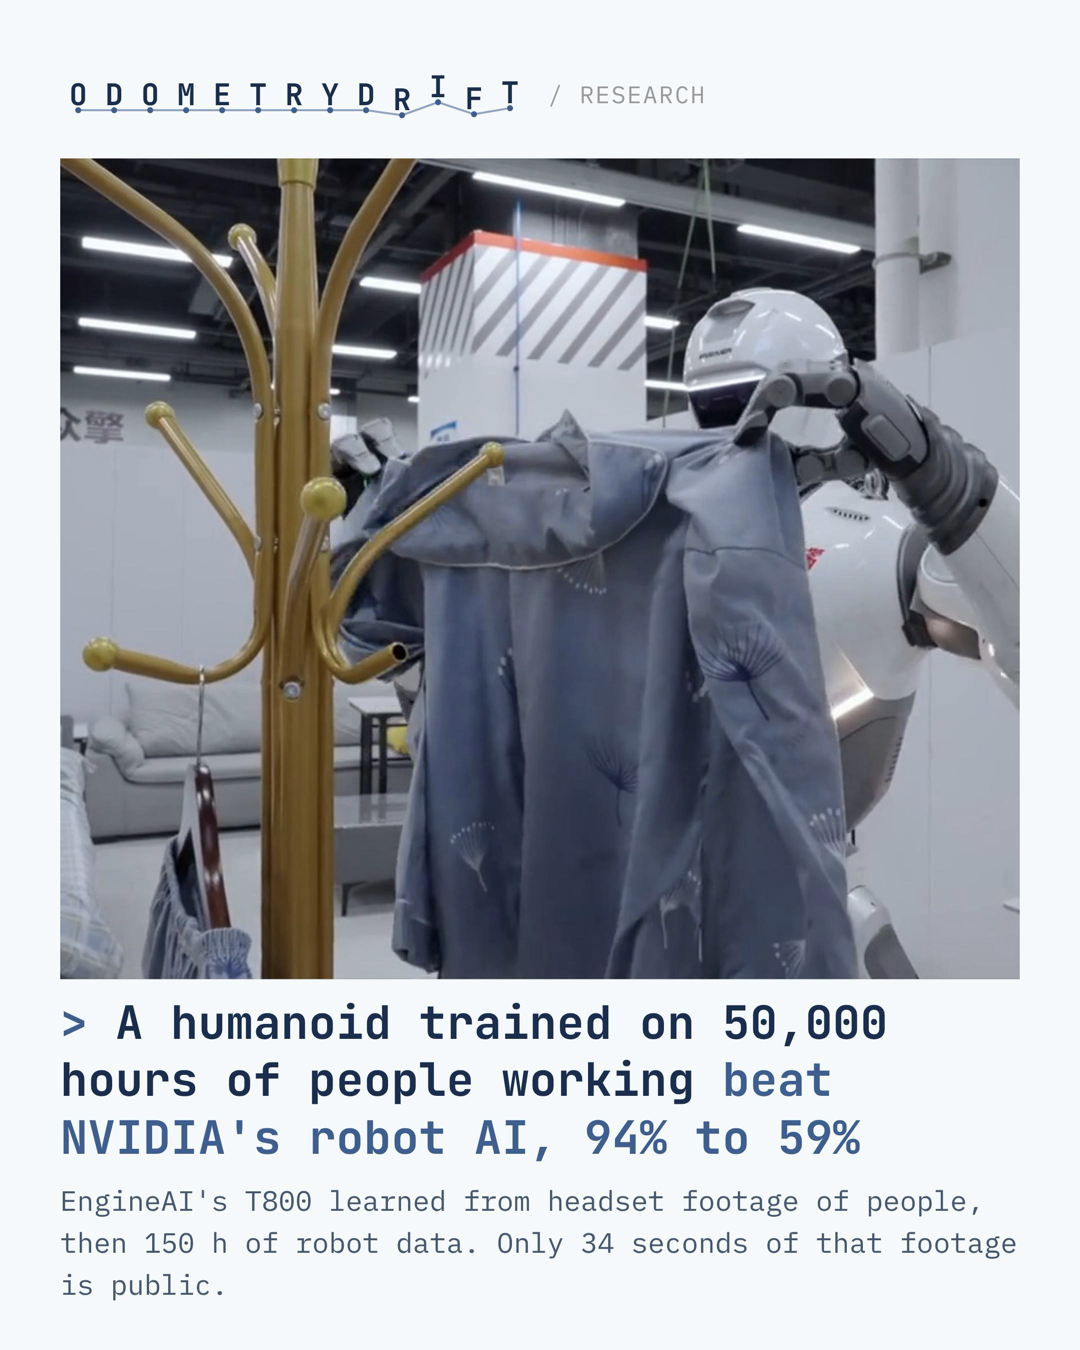 ODOMETRYDRIFT / RESEARCH
众擎
> A humanoid trained on 50,000
hours of people working beat
NVIDIA's robot AI, 94% to 59%
EngineAI's T800 learned from headset footage of people,
then 150 h of robot data. Only 34 seconds of that footage
is public.